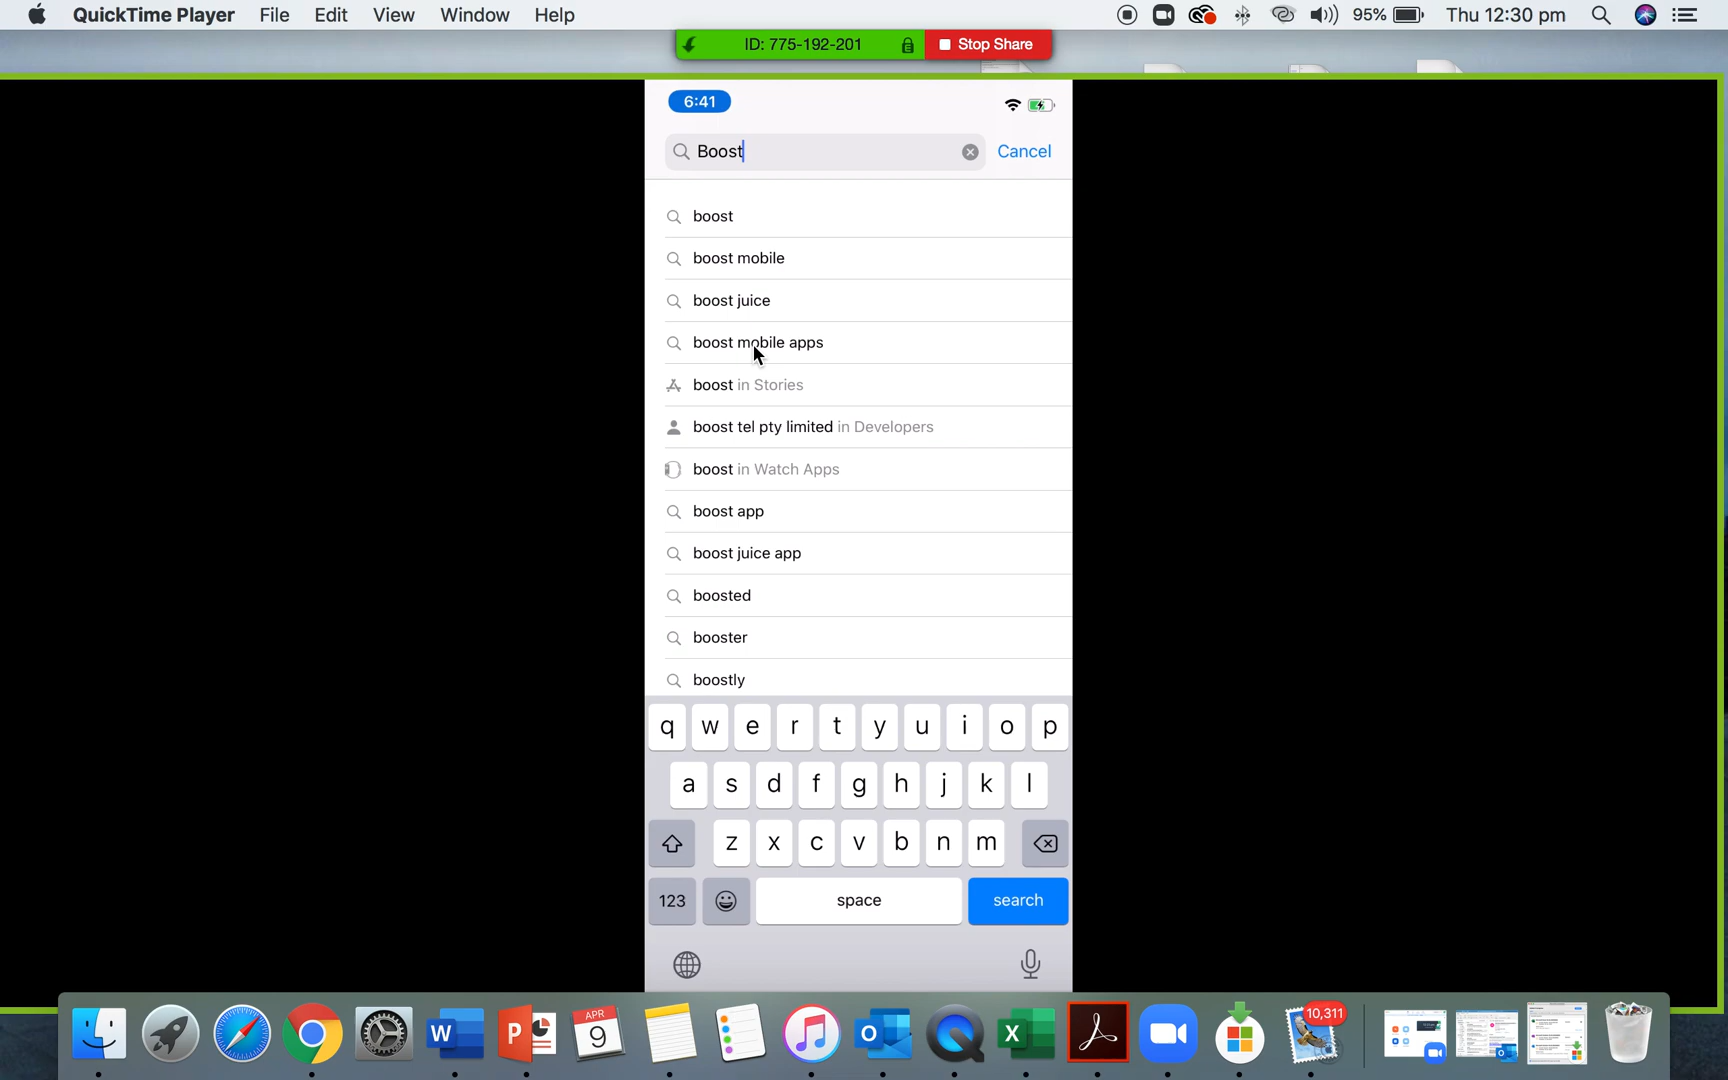 QuickTime Player File Edit View Window Help 95% Thu 12:30 pm
ID: 775-192-201 Stop Share
6:41
Boost Cancel
boost
boost mobile
boost juice
boost mobile apps
boost in Stories
boost tel pty limited in Developers
boost in Watch Apps
boost app
boost juice app
boosted
booster
boostly
q w e r t y u i o p
a s d f g h j k l
z x c v b n m
123 space search
APR
9
W P O X
10,311